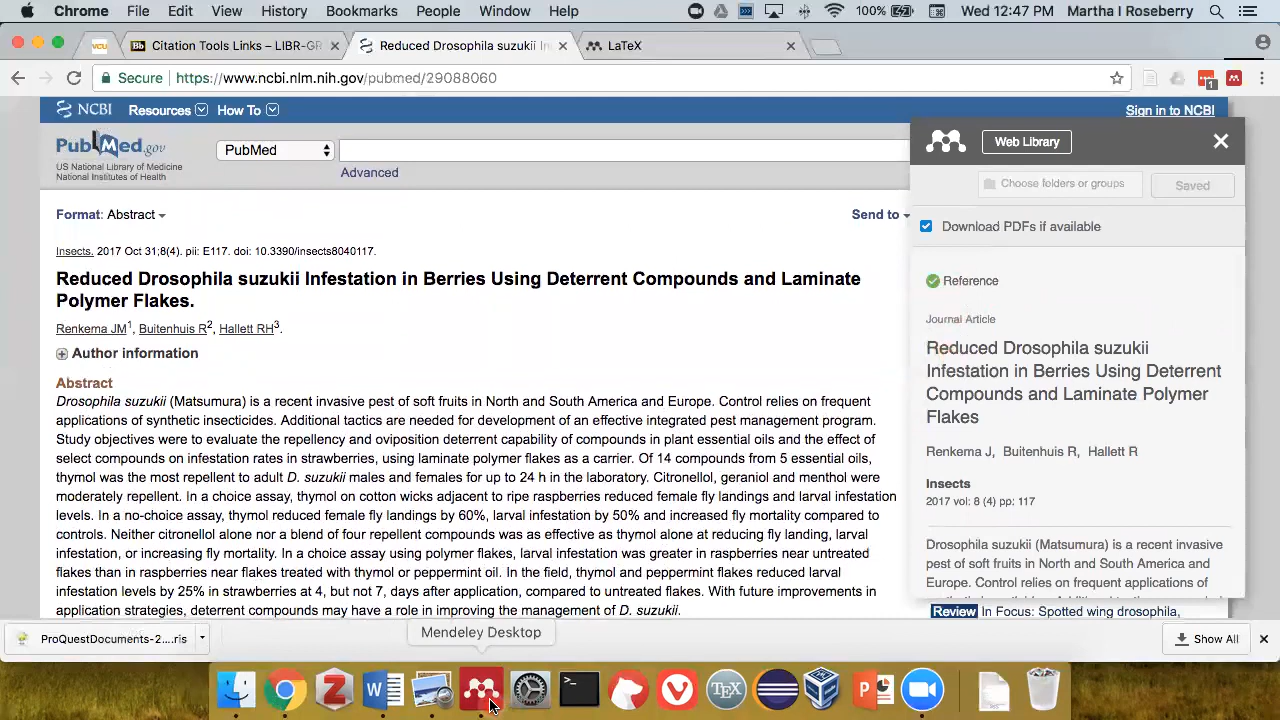 Chrome File Edit View History Bookmarks People Window Help 100% Wed 12:47 PM Martha I Roseberry
VCU Bb Citation Tools Links – LIBR-GR × Reduced Drosophila suzukii In × LaTeX ×
Secure https://www.ncbi.nlm.nih.gov/pubmed/29088060 1
NCBI Resources How To Sign in to NCBI
PubMed.gov
US National Library of Medicine
National Institutes of Health
PubMed
Advanced
Web Library
Choose folders or groups Saved
Format: Abstract Send to
Download PDFs if available
Insects. 2017 Oct 31;8(4). pii: E117. doi: 10.3390/insects8040117.
Reduced Drosophila suzukii Infestation in Berries Using Deterrent Compounds and Laminate
Polymer Flakes.
Renkema JM1, Buitenhuis R2, Hallett RH3.
Author information
Abstract
Drosophila suzukii (Matsumura) is a recent invasive pest of soft fruits in North and South America and Europe. Control relies on frequent
applications of synthetic insecticides. Additional tactics are needed for development of an effective integrated pest management program.
Study objectives were to evaluate the repellency and oviposition deterrent capability of compounds in plant essential oils and the effect of
select compounds on infestation rates in strawberries, using laminate polymer flakes as a carrier. Of 14 compounds from 5 essential oils,
thymol was the most repellent to adult D. suzukii males and females for up to 24 h in the laboratory. Citronellol, geraniol and menthol were
moderately repellent. In a choice assay, thymol on cotton wicks adjacent to ripe raspberries reduced female fly landings and larval infestation
levels. In a no-choice assay, thymol reduced female fly landings by 60%, larval infestation by 50% and increased fly mortality compared to
controls. Neither citronellol alone nor a blend of four repellent compounds was as effective as thymol alone at reducing fly landing, larval
infestation, or increasing fly mortality. In a choice assay using polymer flakes, larval infestation was greater in raspberries near untreated
flakes than in raspberries near flakes treated with thymol or peppermint oil. In the field, thymol and peppermint flakes reduced larval
infestation levels by 25% in strawberries at 4, but not 7, days after application, compared to untreated flakes. With future improvements in
application strategies, deterrent compounds may have a role in improving the management of D. suzukii.
Reference
Journal Article
Reduced Drosophila suzukii
Infestation in Berries Using Deterrent
Compounds and Laminate Polymer
Flakes
Renkema J, Buitenhuis R, Hallett R
Insects
2017 vol: 8 (4) pp: 117
Drosophila suzukii (Matsumura) is a recent invasive
pest of soft fruits in North and South America and
Europe. Control relies on frequent applications of
Review In Focus: Spotted wing drosophila,
Mendeley Desktop
ProQuestDocuments-2....ris Show All
W TEX P